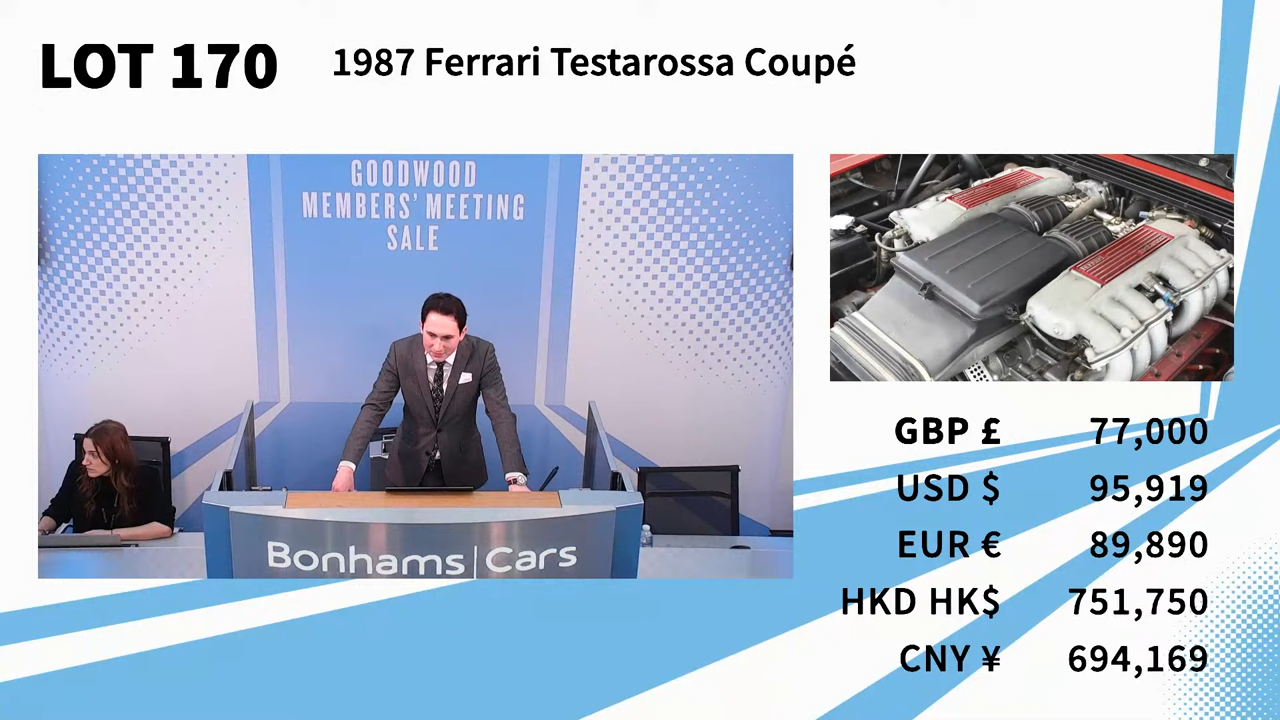 LOT 170
1987 Ferrari Testarossa Coupé
GOODWOOD
MEMBERS' MEETING
SALE
Bonhams|Cars
GBP £ 77,000
USD $ 95,919
EUR € 89,890
HKD HK$ 751,750
CNY ¥ 694,169